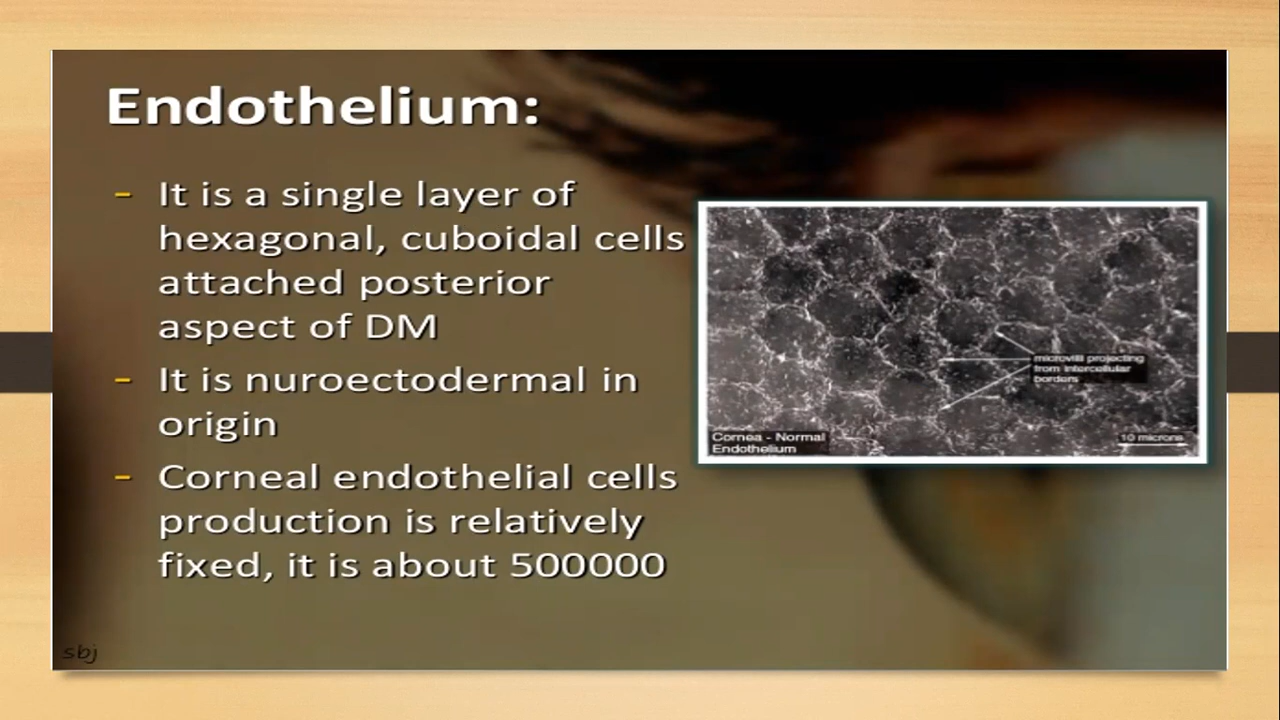 Endothelium:
- It is a single layer of
hexagonal, cuboidal cells
attached posterior
aspect of DM
- It is nuroectodermal in
origin
- Corneal endothelial cells
production is relatively
fixed, it is about 500000
microvilli projecting
from intercellular
borders
Cornea - Normal
Endothelium
10 microns
sbj